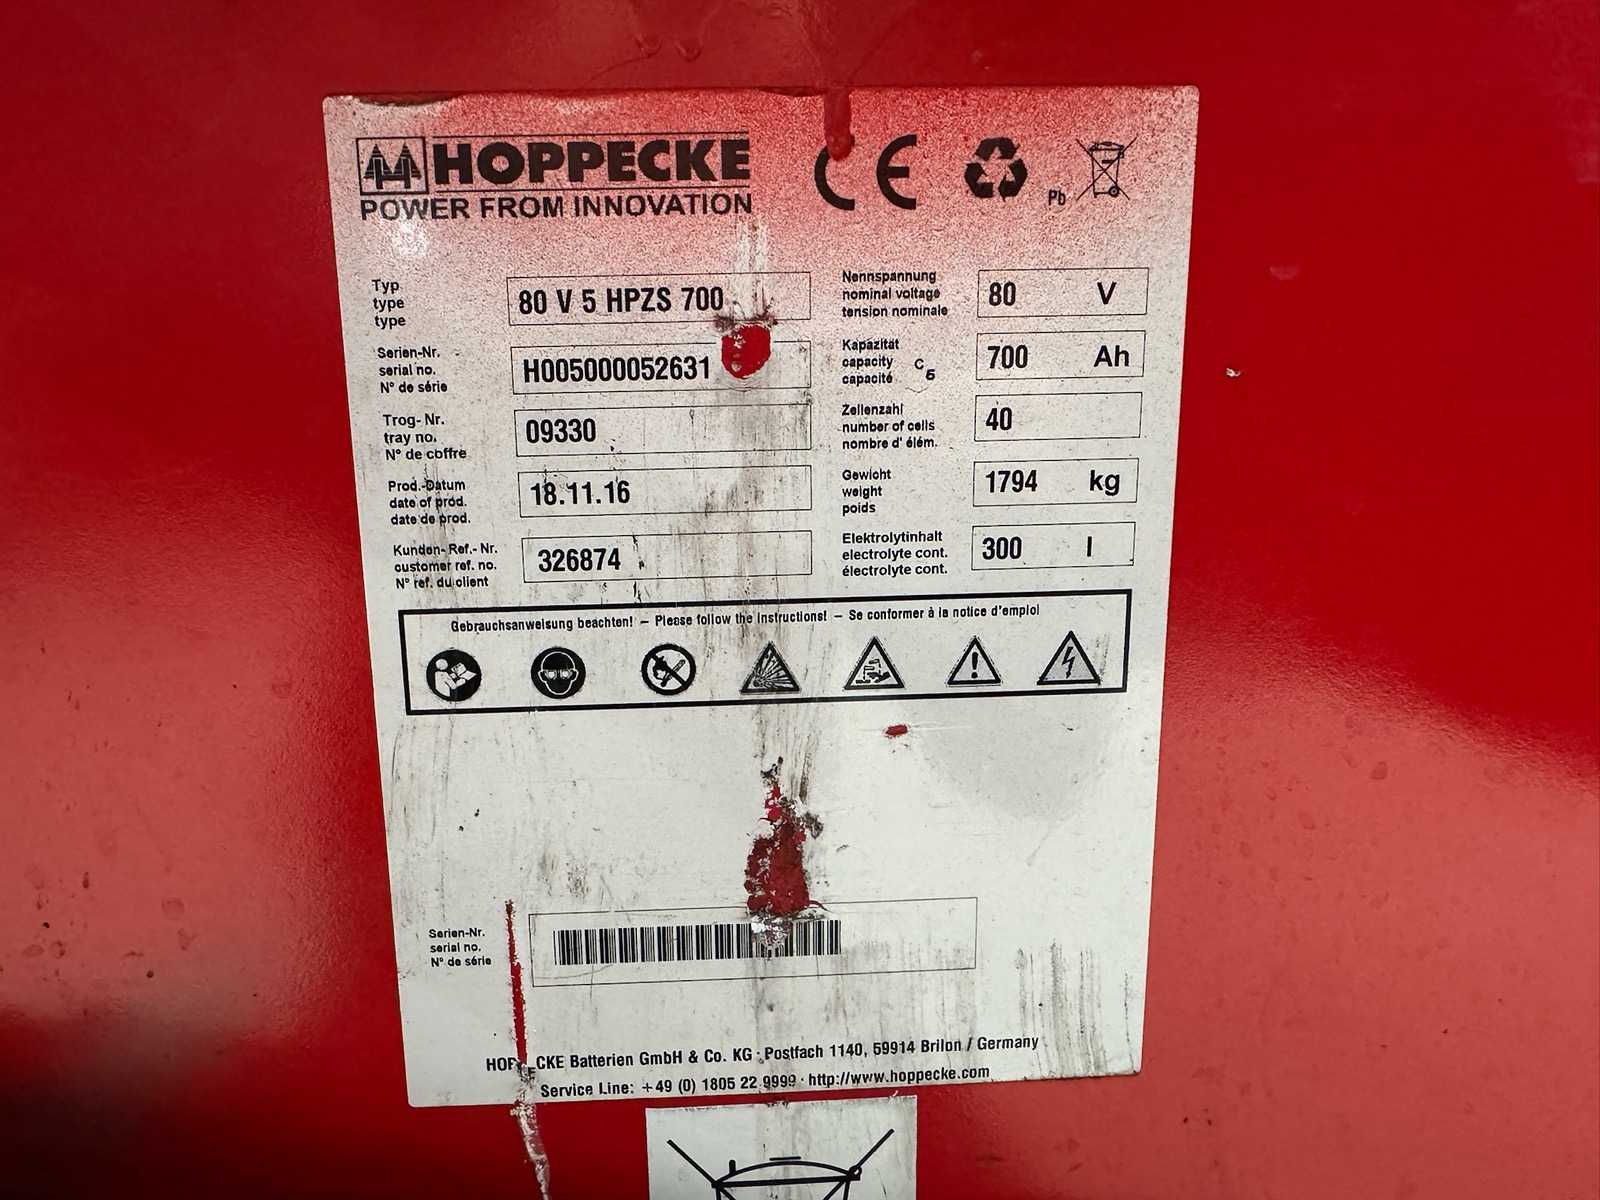 HOPPECKE
POWER FROM INNOVATION
CE
Pb
Typ
type
type
80 V 5 HPZS 700
Nennspannung
nominal voltage
tension nominale
80 V
Serien-Nr.
serial no.
N° de série
H005000052631
Kapazität
capacity C5
capacité
700 Ah
Trog-Nr.
tray no.
N° de coffre
09330
Zellenzahl
number of cells
nombre d' élém.
40
Prod.-Datum
date of prod.
date de prod.
18.11.16
Gewicht
weight
poids
1794 kg
Kunden-Ref.-Nr.
customer ref. no.
N° ref. du client
326874
Elektrolytinhalt
electrolyte cont.
électrolyte cont.
300 l
Gebrauchsanweisung beachten! – Please follow the instructions! – Se conformer à la notice d'emploi
Serien-Nr.
serial no.
N° de série
HOPPECKE Batterien GmbH & Co. KG · Postfach 1140, 59914 Brilon / Germany
Service Line: +49 (0) 1805 22 9999 · http://www.hoppecke.com